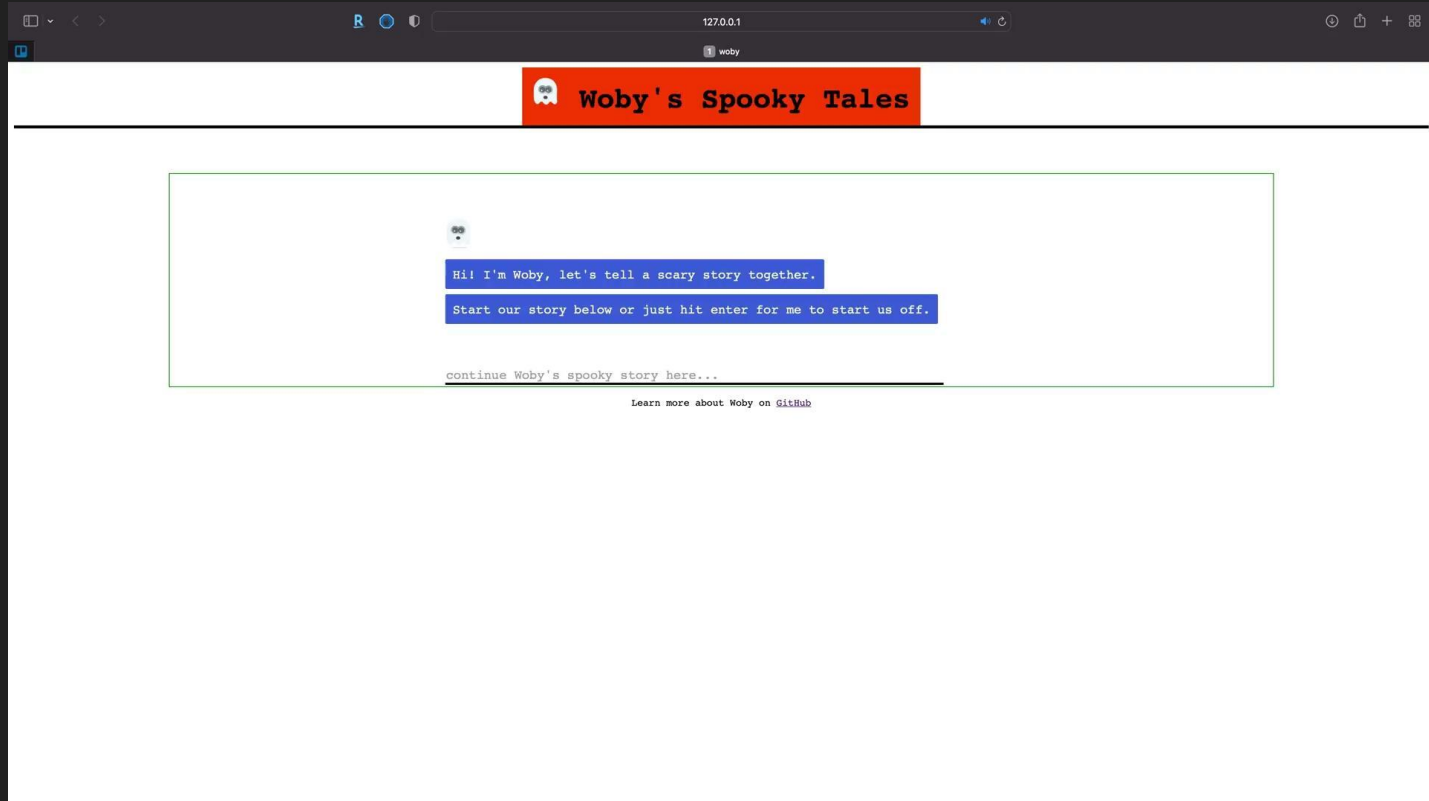 R
127.0.0.1
1 woby
Woby's Spooky Tales
Hi! I'm Woby, let's tell a scary story together.
Start our story below or just hit enter for me to start us off.
continue Woby's spooky story here...
Learn more about Woby on GitHub